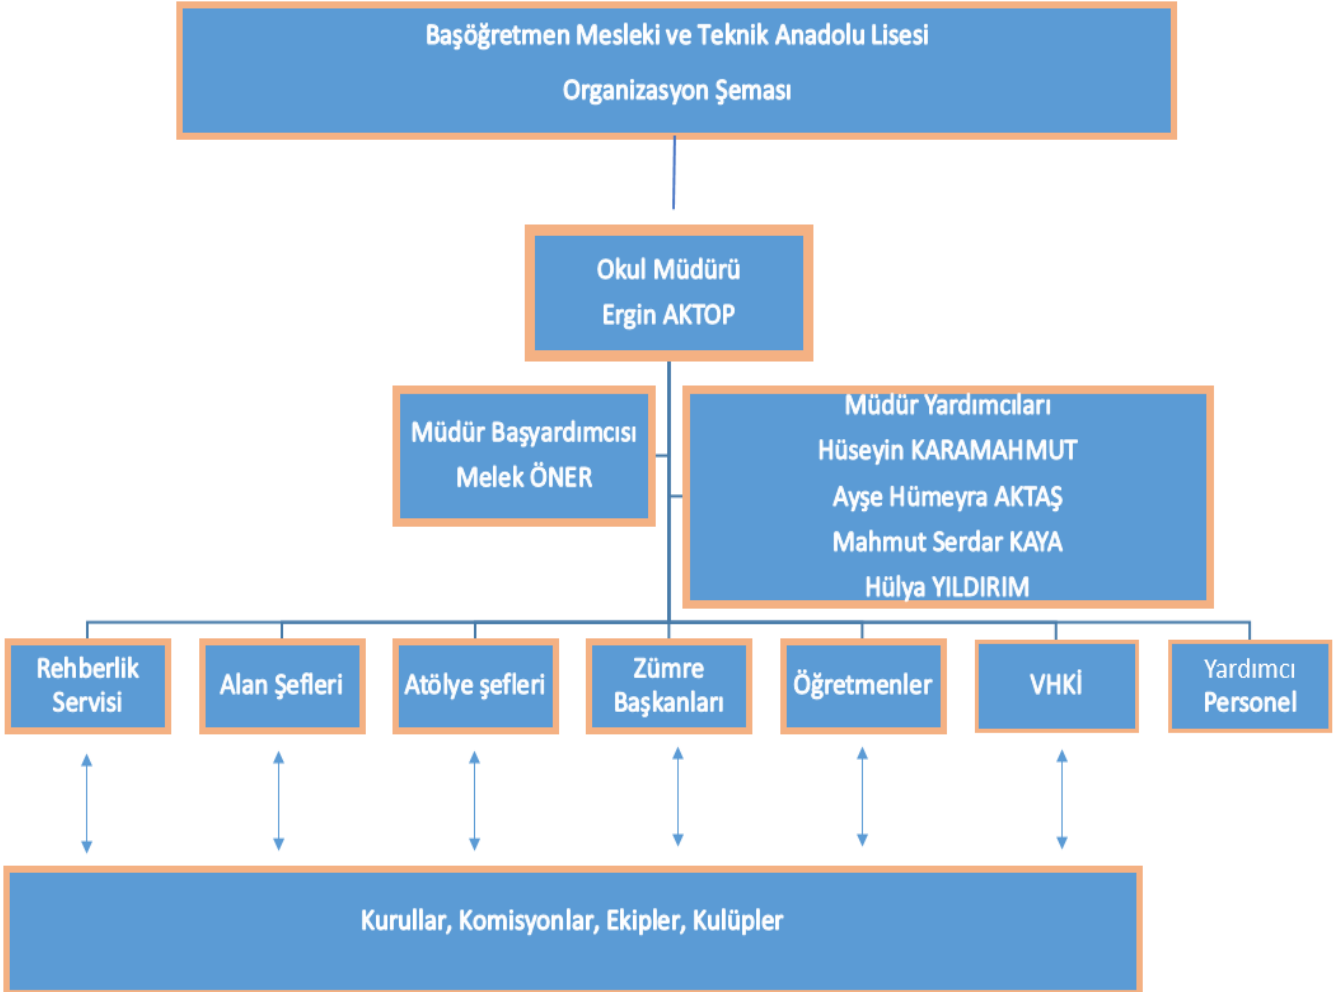 Başöğretmen Mesleki ve Teknik Anadolu Lisesi
Organizasyon Şeması
Okul Müdürü
Ergin AKTOP
Müdür Başyardımcısı
Melek ÖNER
Müdür Yardımcıları
Hüseyin KARAMAHMUT
Ayşe Hümeyra AKTAŞ
Mahmut Serdar KAYA
Hülya YILDIRIM
Rehberlik
Servisi
Alan Şefleri
Atölye şefleri
Zümre
Başkanları
Öğretmenler
VHKİ
Yardımcı
Personel
Kurullar, Komisyonlar, Ekipler, Kulüpler